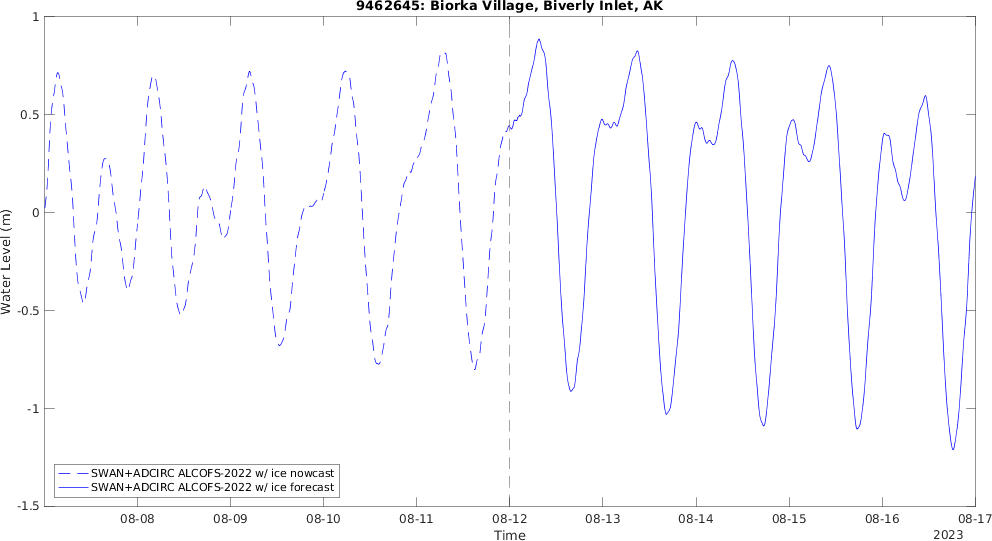 9462645: Biorka Village, Biverly Inlet, AK
Water Level (m)
1
0.5
0
-0.5
-1
-1.5
SWAN+ADCIRC ALCOFS-2022 w/ ice nowcast
SWAN+ADCIRC ALCOFS-2022 w/ ice forecast
08-08 08-09 08-10 08-11 08-12 08-13 08-14 08-15 08-16 08-17
Time
2023